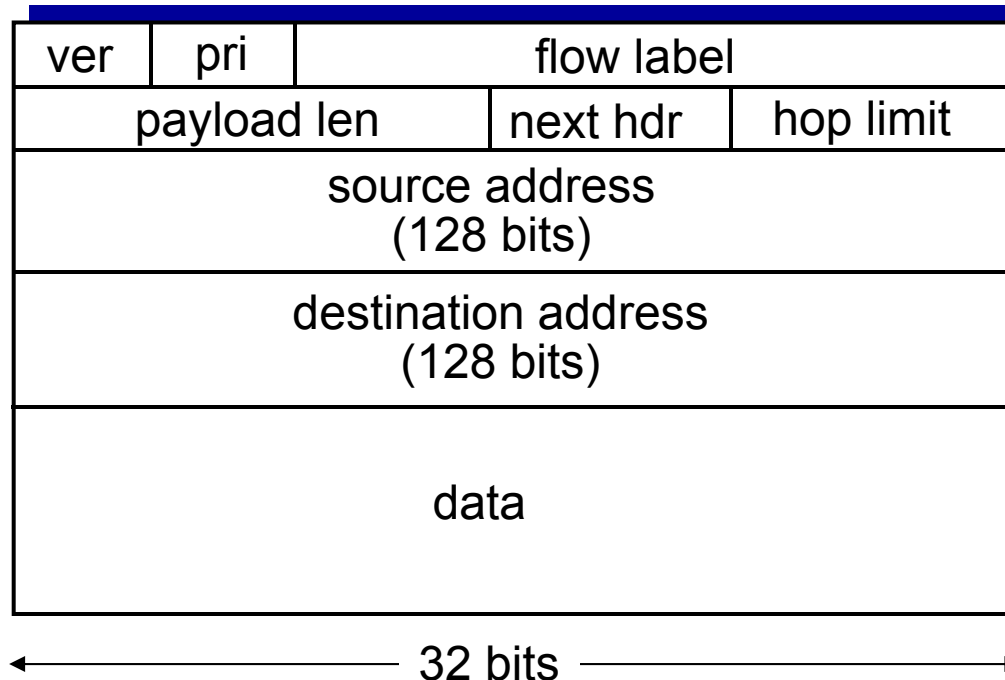 ver pri flow label
payload len next hdr hop limit
source address
(128 bits)
destination address
(128 bits)
data
32 bits